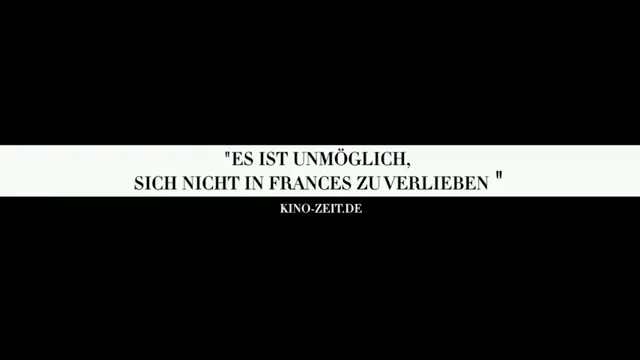 "ES IST UNMÖGLICH,
SICH NICHT IN FRANCES ZU VERLIEBEN "
KINO-ZEIT.DE